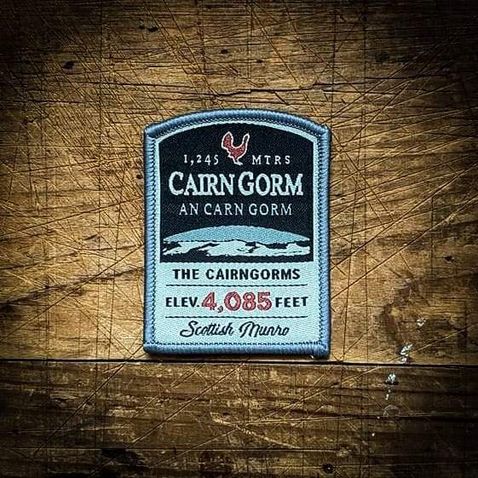 1,245 MTRS
CAIRN GORM
AN CARN GORM
THE CAIRNGORMS
ELEV. 4,085 FEET
Scottish Munro